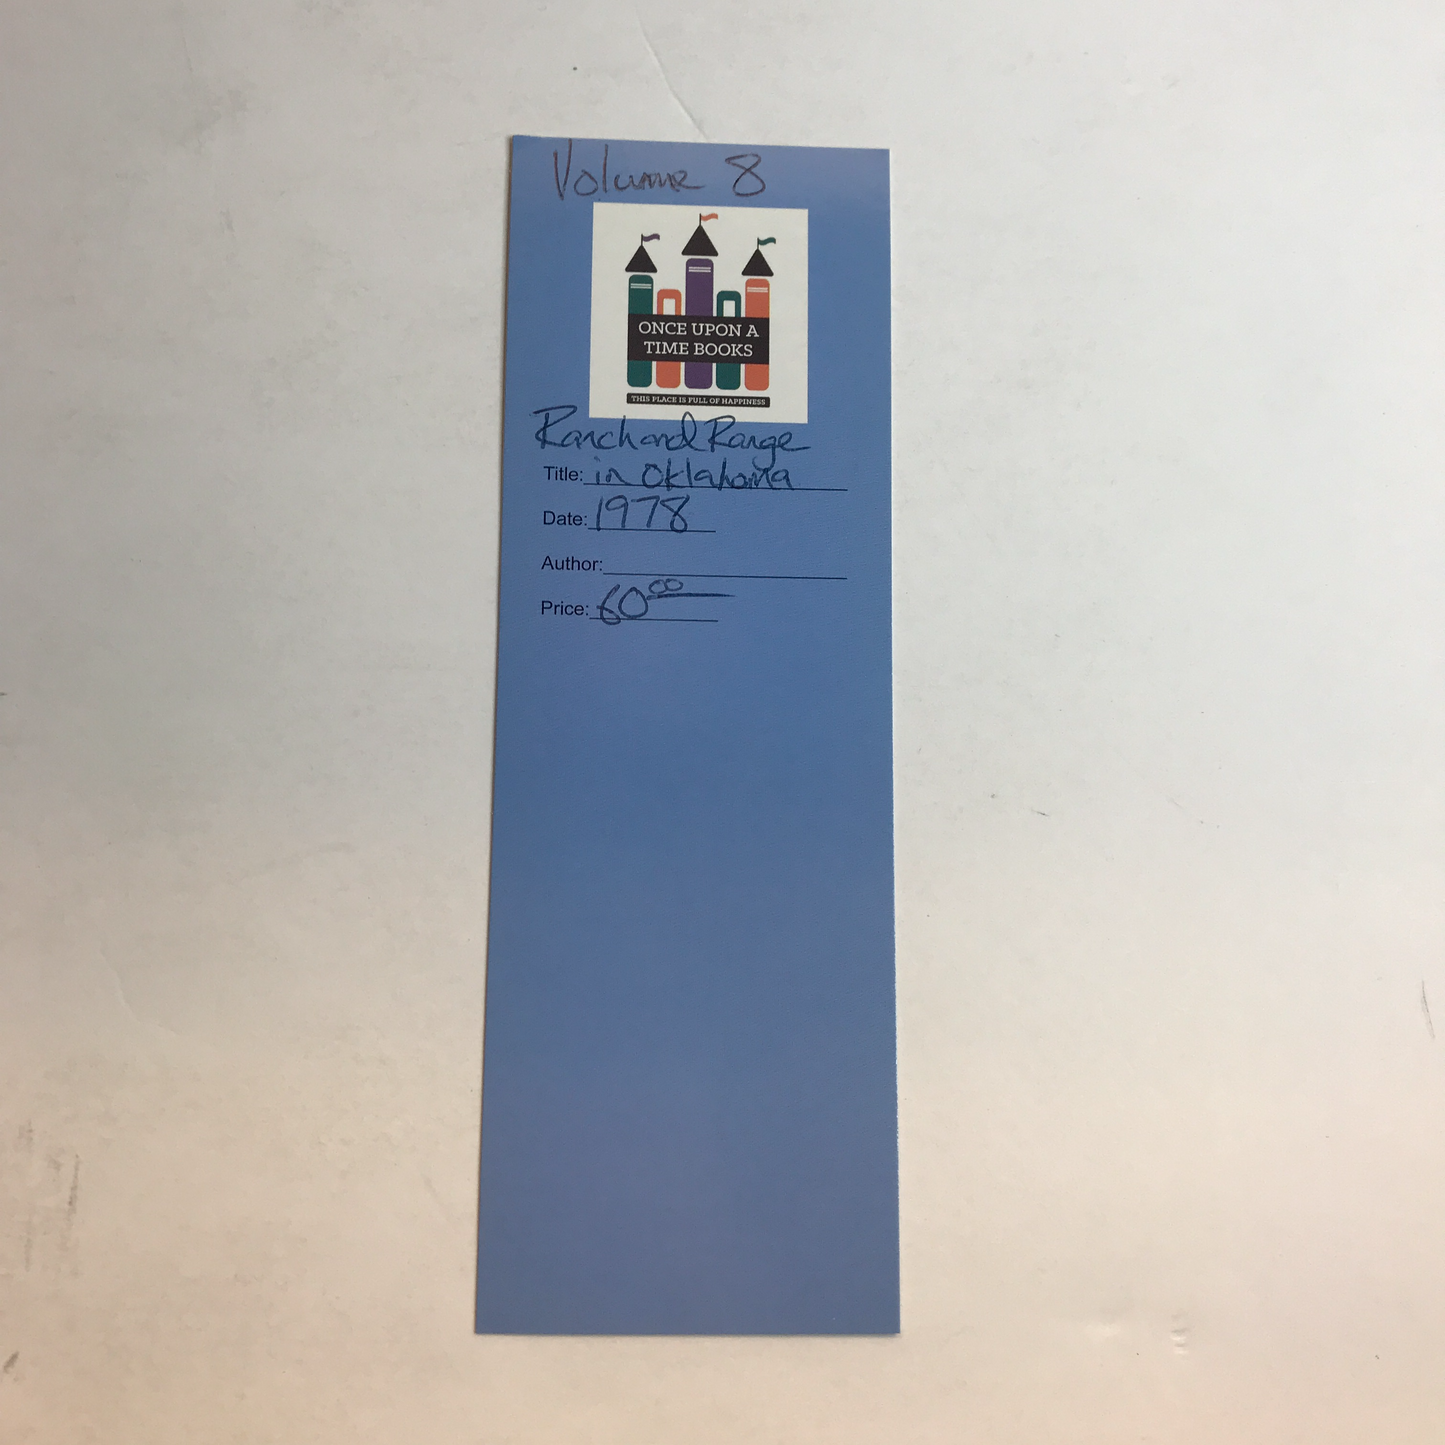 Volume 8
ONCE UPON A
TIME BOOKS
THIS PLACE IS FULL OF HAPPINESS
Ranch and Range
Title: in Oklahoma
Date: 1978
Author:
Price: 60.00